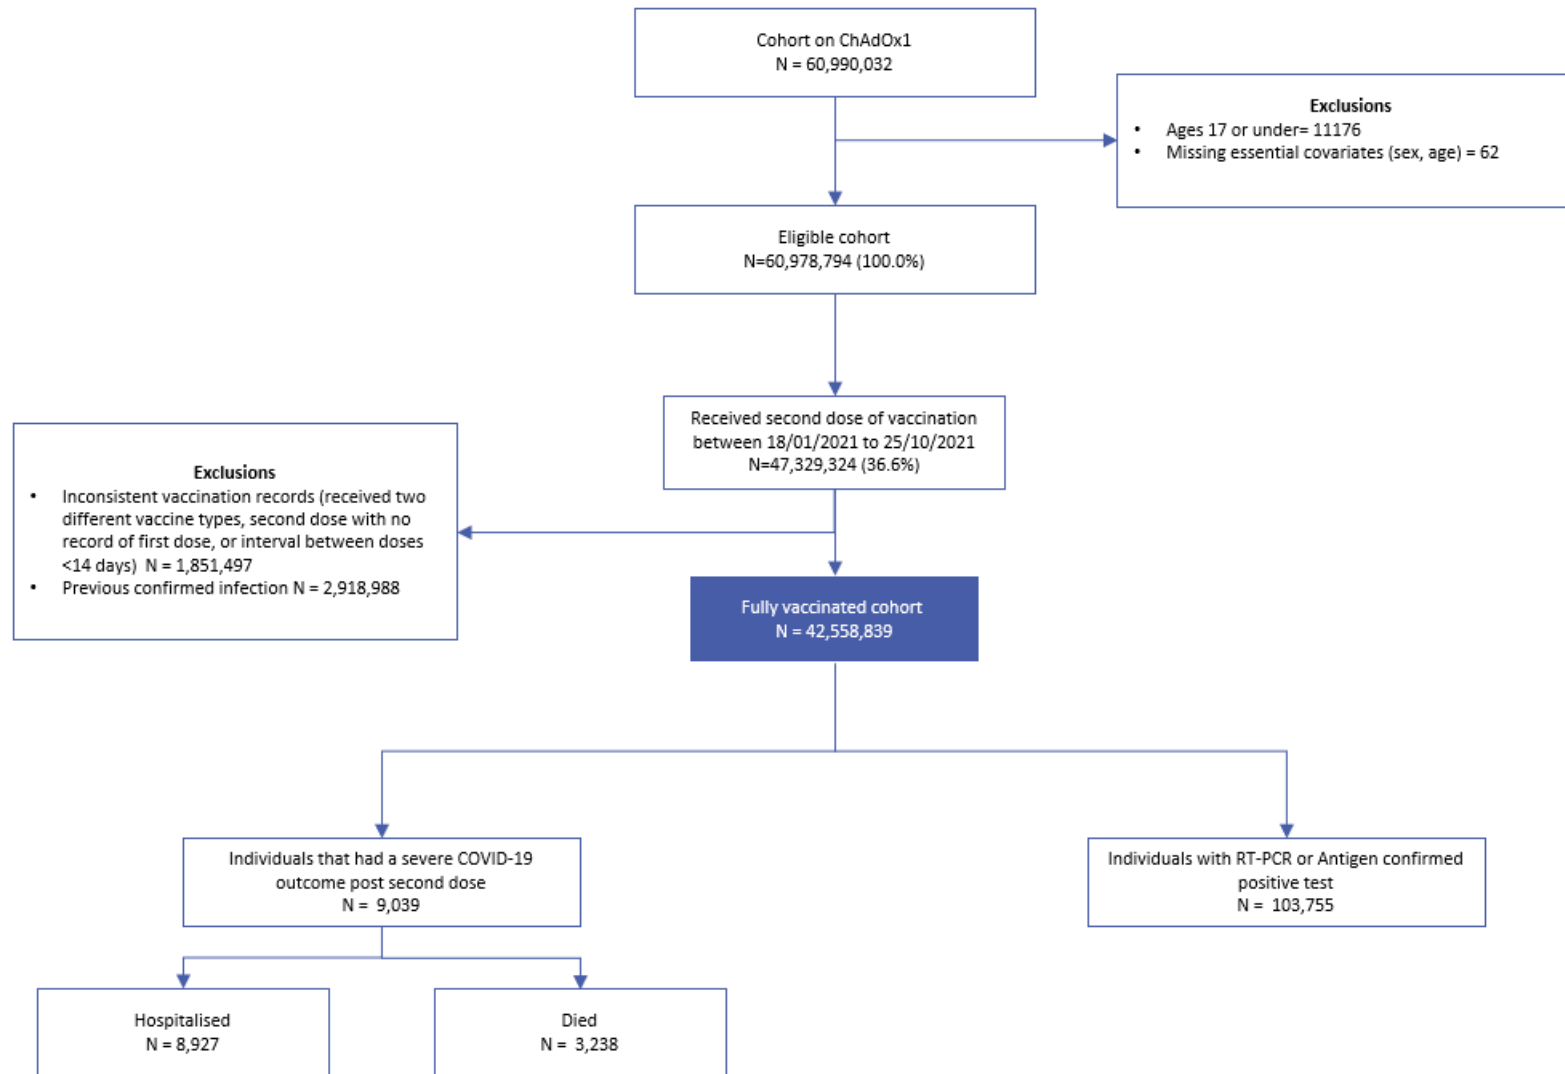 Cohort on ChAdOx1
N = 60,990,032
Exclusions
• Ages 17 or under= 11176
• Missing essential covariates (sex, age) = 62
Eligible cohort
N=60,978,794 (100.0%)
Received second dose of vaccination
between 18/01/2021 to 25/10/2021
N=47,329,324 (36.6%)
Exclusions
• Inconsistent vaccination records (received two
different vaccine types, second dose with no
record of first dose, or interval between doses
<14 days) N = 1,851,497
• Previous confirmed infection N = 2,918,988
Fully vaccinated cohort
N = 42,558,839
Individuals that had a severe COVID-19
outcome post second dose
N = 9,039
Individuals with RT-PCR or Antigen confirmed
positive test
N = 103,755
Hospitalised
N = 8,927
Died
N = 3,238